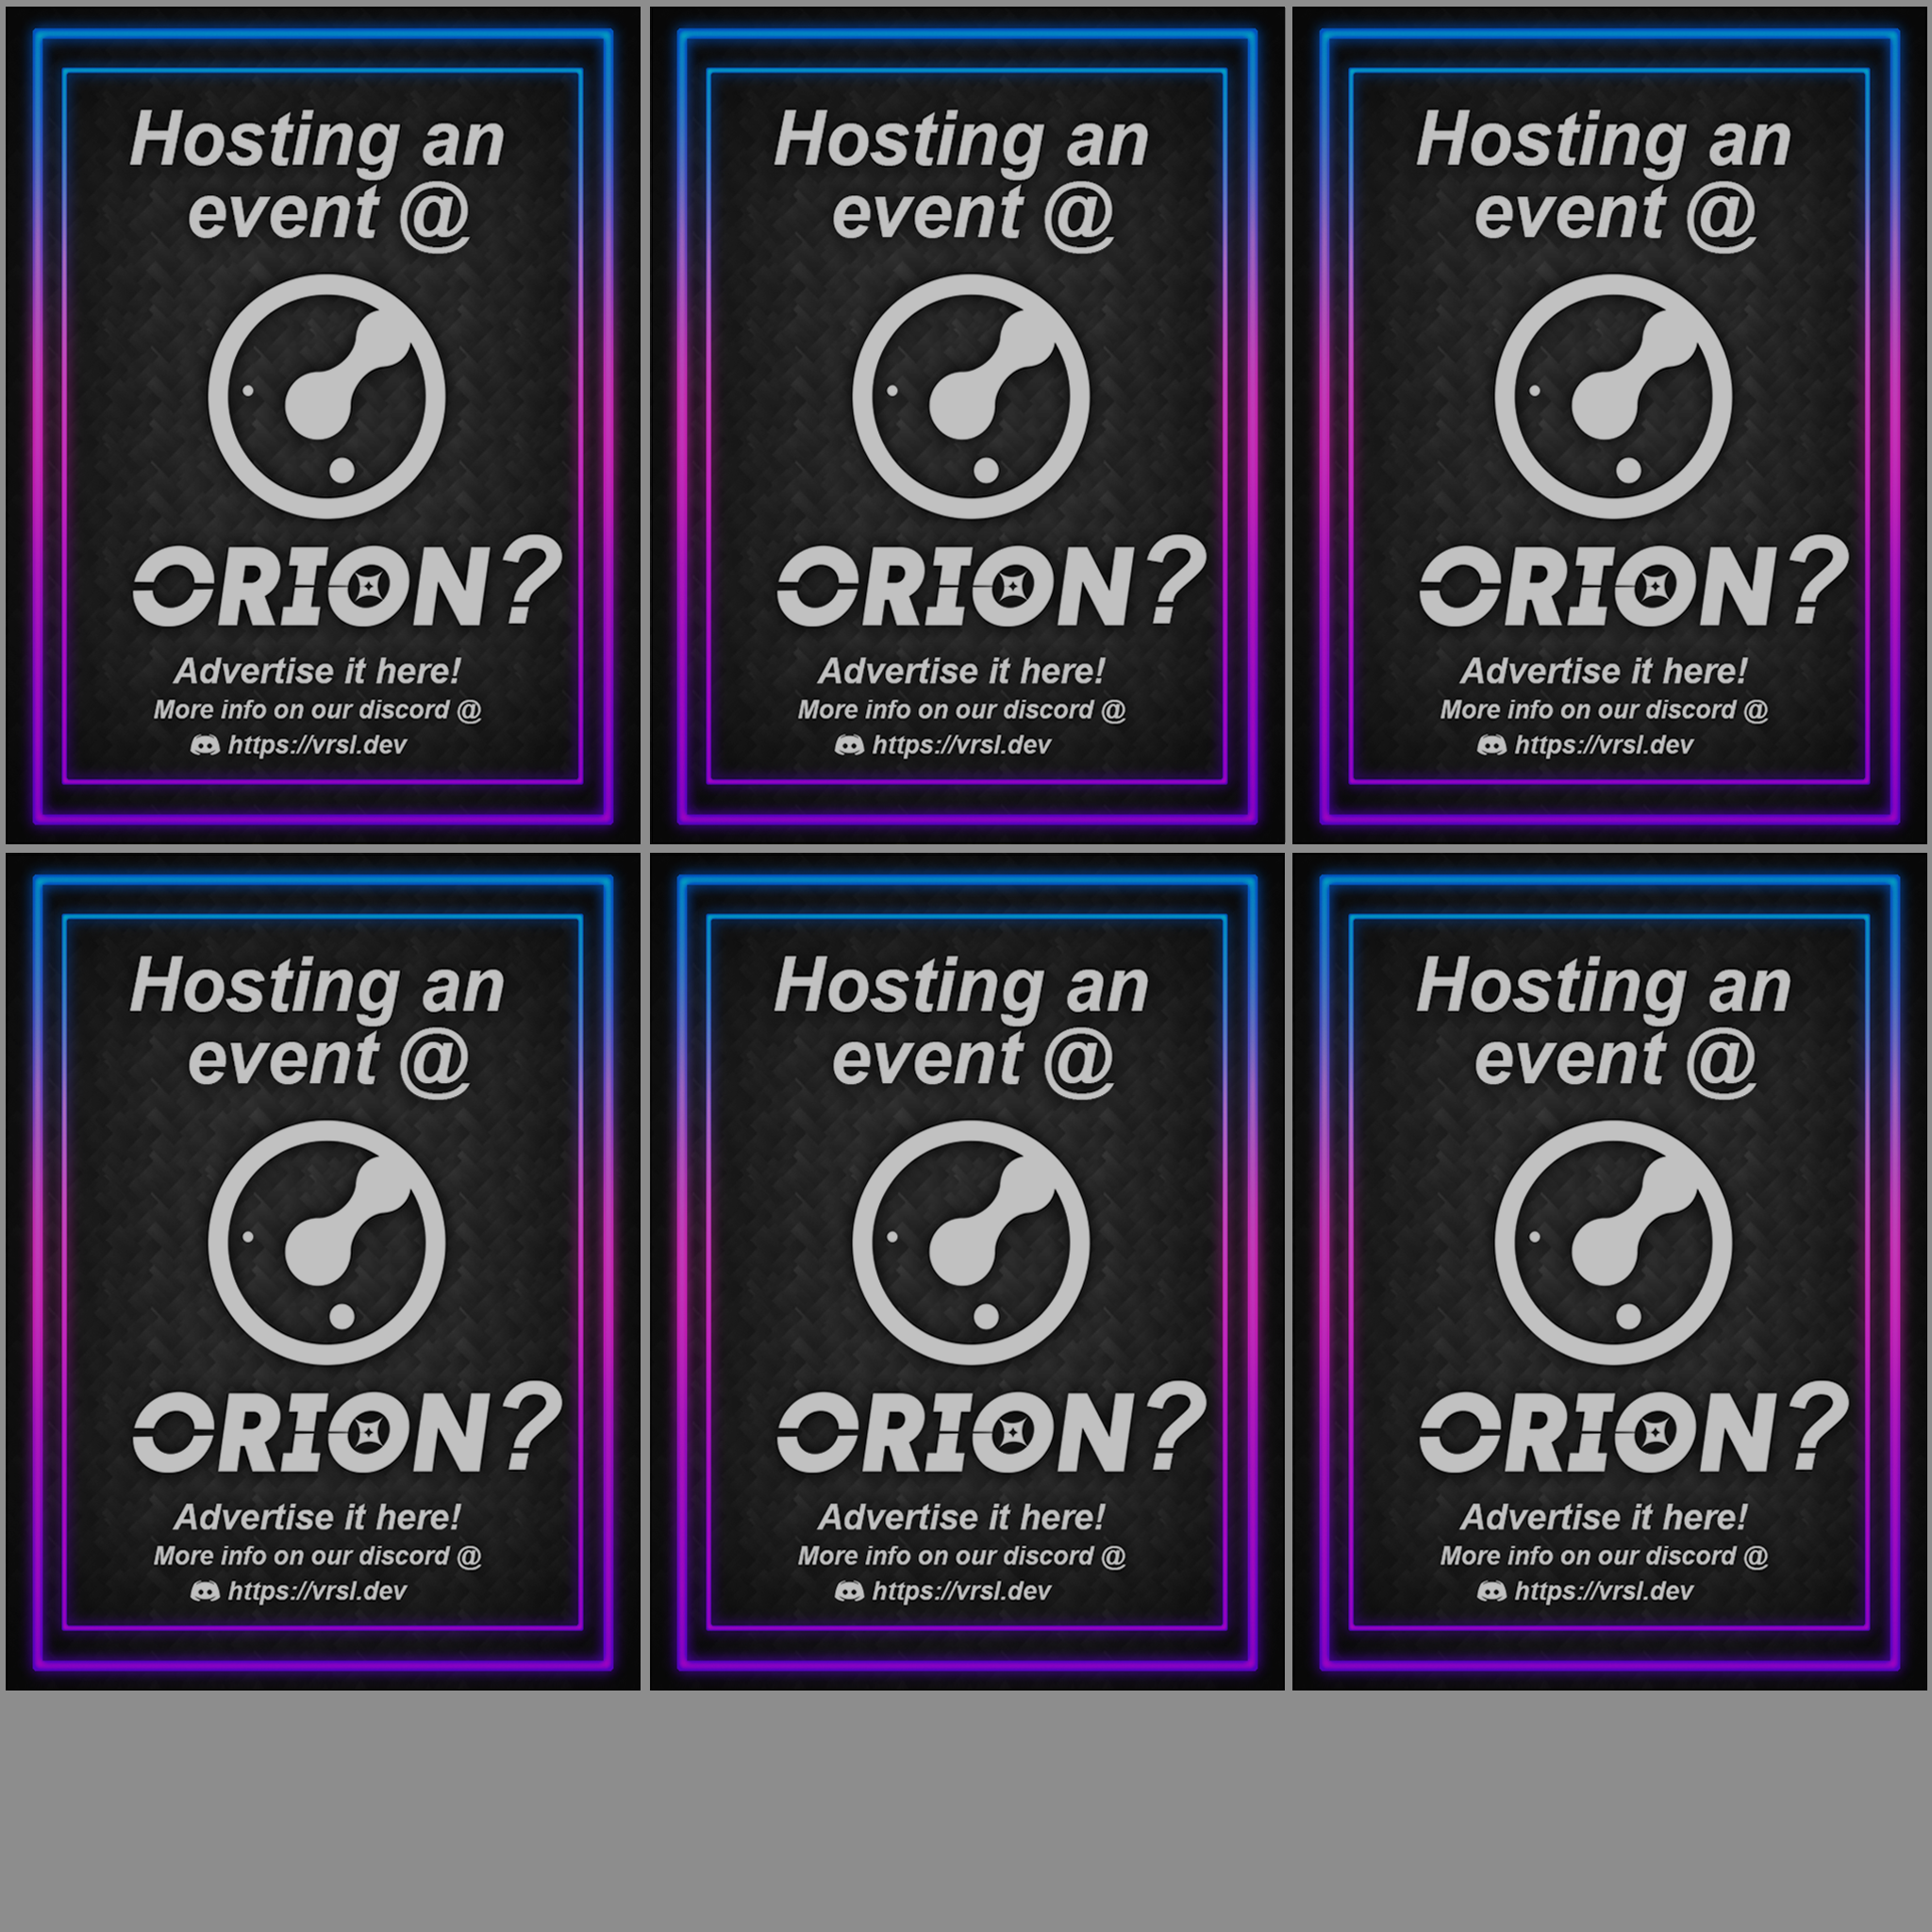 Hosting an
event @
ORION?
Advertise it here!
More info on our discord @
https://vrsl.dev
Hosting an
event @
ORION?
Advertise it here!
More info on our discord @
https://vrsl.dev
Hosting an
event @
ORION?
Advertise it here!
More info on our discord @
https://vrsl.dev
Hosting an
event @
ORION?
Advertise it here!
More info on our discord @
https://vrsl.dev
Hosting an
event @
ORION?
Advertise it here!
More info on our discord @
https://vrsl.dev
Hosting an
event @
ORION?
Advertise it here!
More info on our discord @
https://vrsl.dev